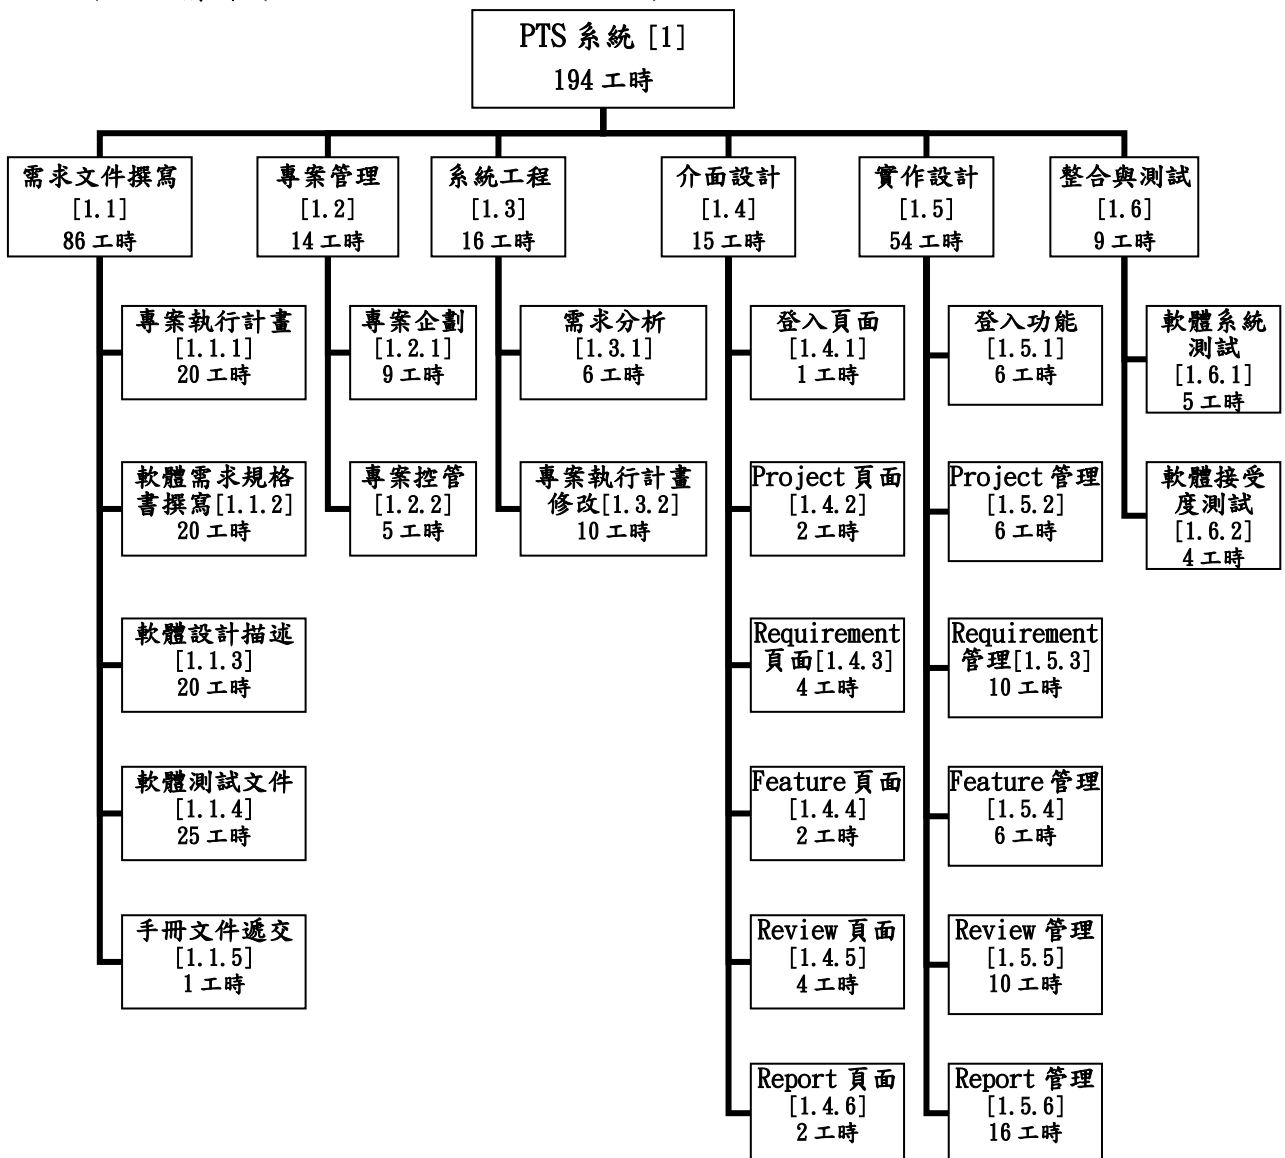 PTS 系統 [1]
194 工時
需求文件撰寫
[1.1]
86 工時
專案管理
[1.2]
14 工時
系統工程
[1.3]
16 工時
介面設計
[1.4]
15 工時
實作設計
[1.5]
54 工時
整合與測試
[1.6]
9 工時
專案執行計畫
[1.1.1]
20 工時
軟體需求規格
書撰寫[1.1.2]
20 工時
軟體設計描述
[1.1.3]
20 工時
軟體測試文件
[1.1.4]
25 工時
手冊文件遞交
[1.1.5]
1 工時
專案企劃
[1.2.1]
9 工時
專案控管
[1.2.2]
5 工時
需求分析
[1.3.1]
6 工時
專案執行計畫
修改[1.3.2]
10 工時
登入頁面
[1.4.1]
1 工時
Project 頁面
[1.4.2]
2 工時
Requirement
頁面[1.4.3]
4 工時
Feature 頁面
[1.4.4]
2 工時
Review 頁面
[1.4.5]
4 工時
Report 頁面
[1.4.6]
2 工時
登入功能
[1.5.1]
6 工時
Project 管理
[1.5.2]
6 工時
Requirement
管理[1.5.3]
10 工時
Feature 管理
[1.5.4]
6 工時
Review 管理
[1.5.5]
10 工時
Report 管理
[1.5.6]
16 工時
軟體系統
測試
[1.6.1]
5 工時
軟體接受
度測試
[1.6.2]
4 工時